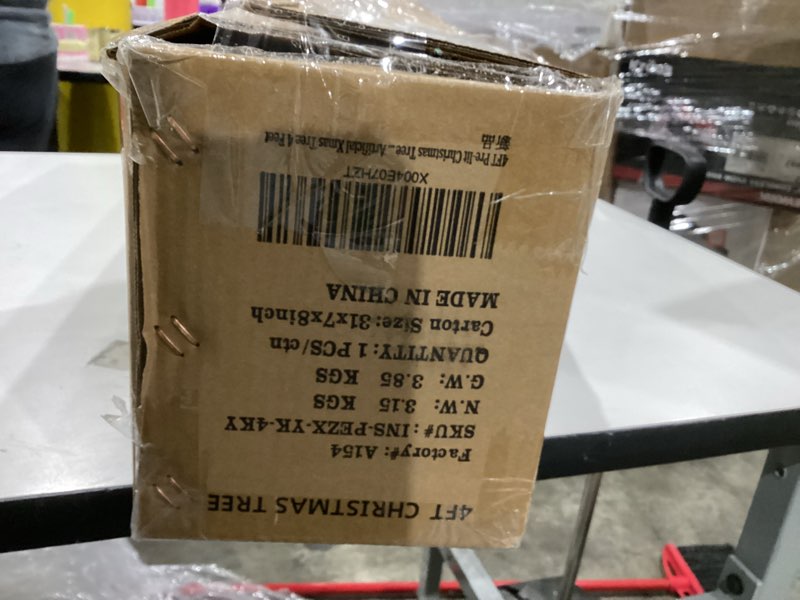 4FT CHRISTMAS TREE
Factory#: A154
SKU#: INS-PEZX-YK-4KY
N.W: 3.15 KGS
G.W: 3.85 KGS
QUANTITY: 1 PCS/ctn
Carton Size: 31x7x8inch
MADE IN CHINA
X004E07HZT
4FT Pre-lit Christmas Tree ... Artificial Xmas Tree 4 Feet
新品